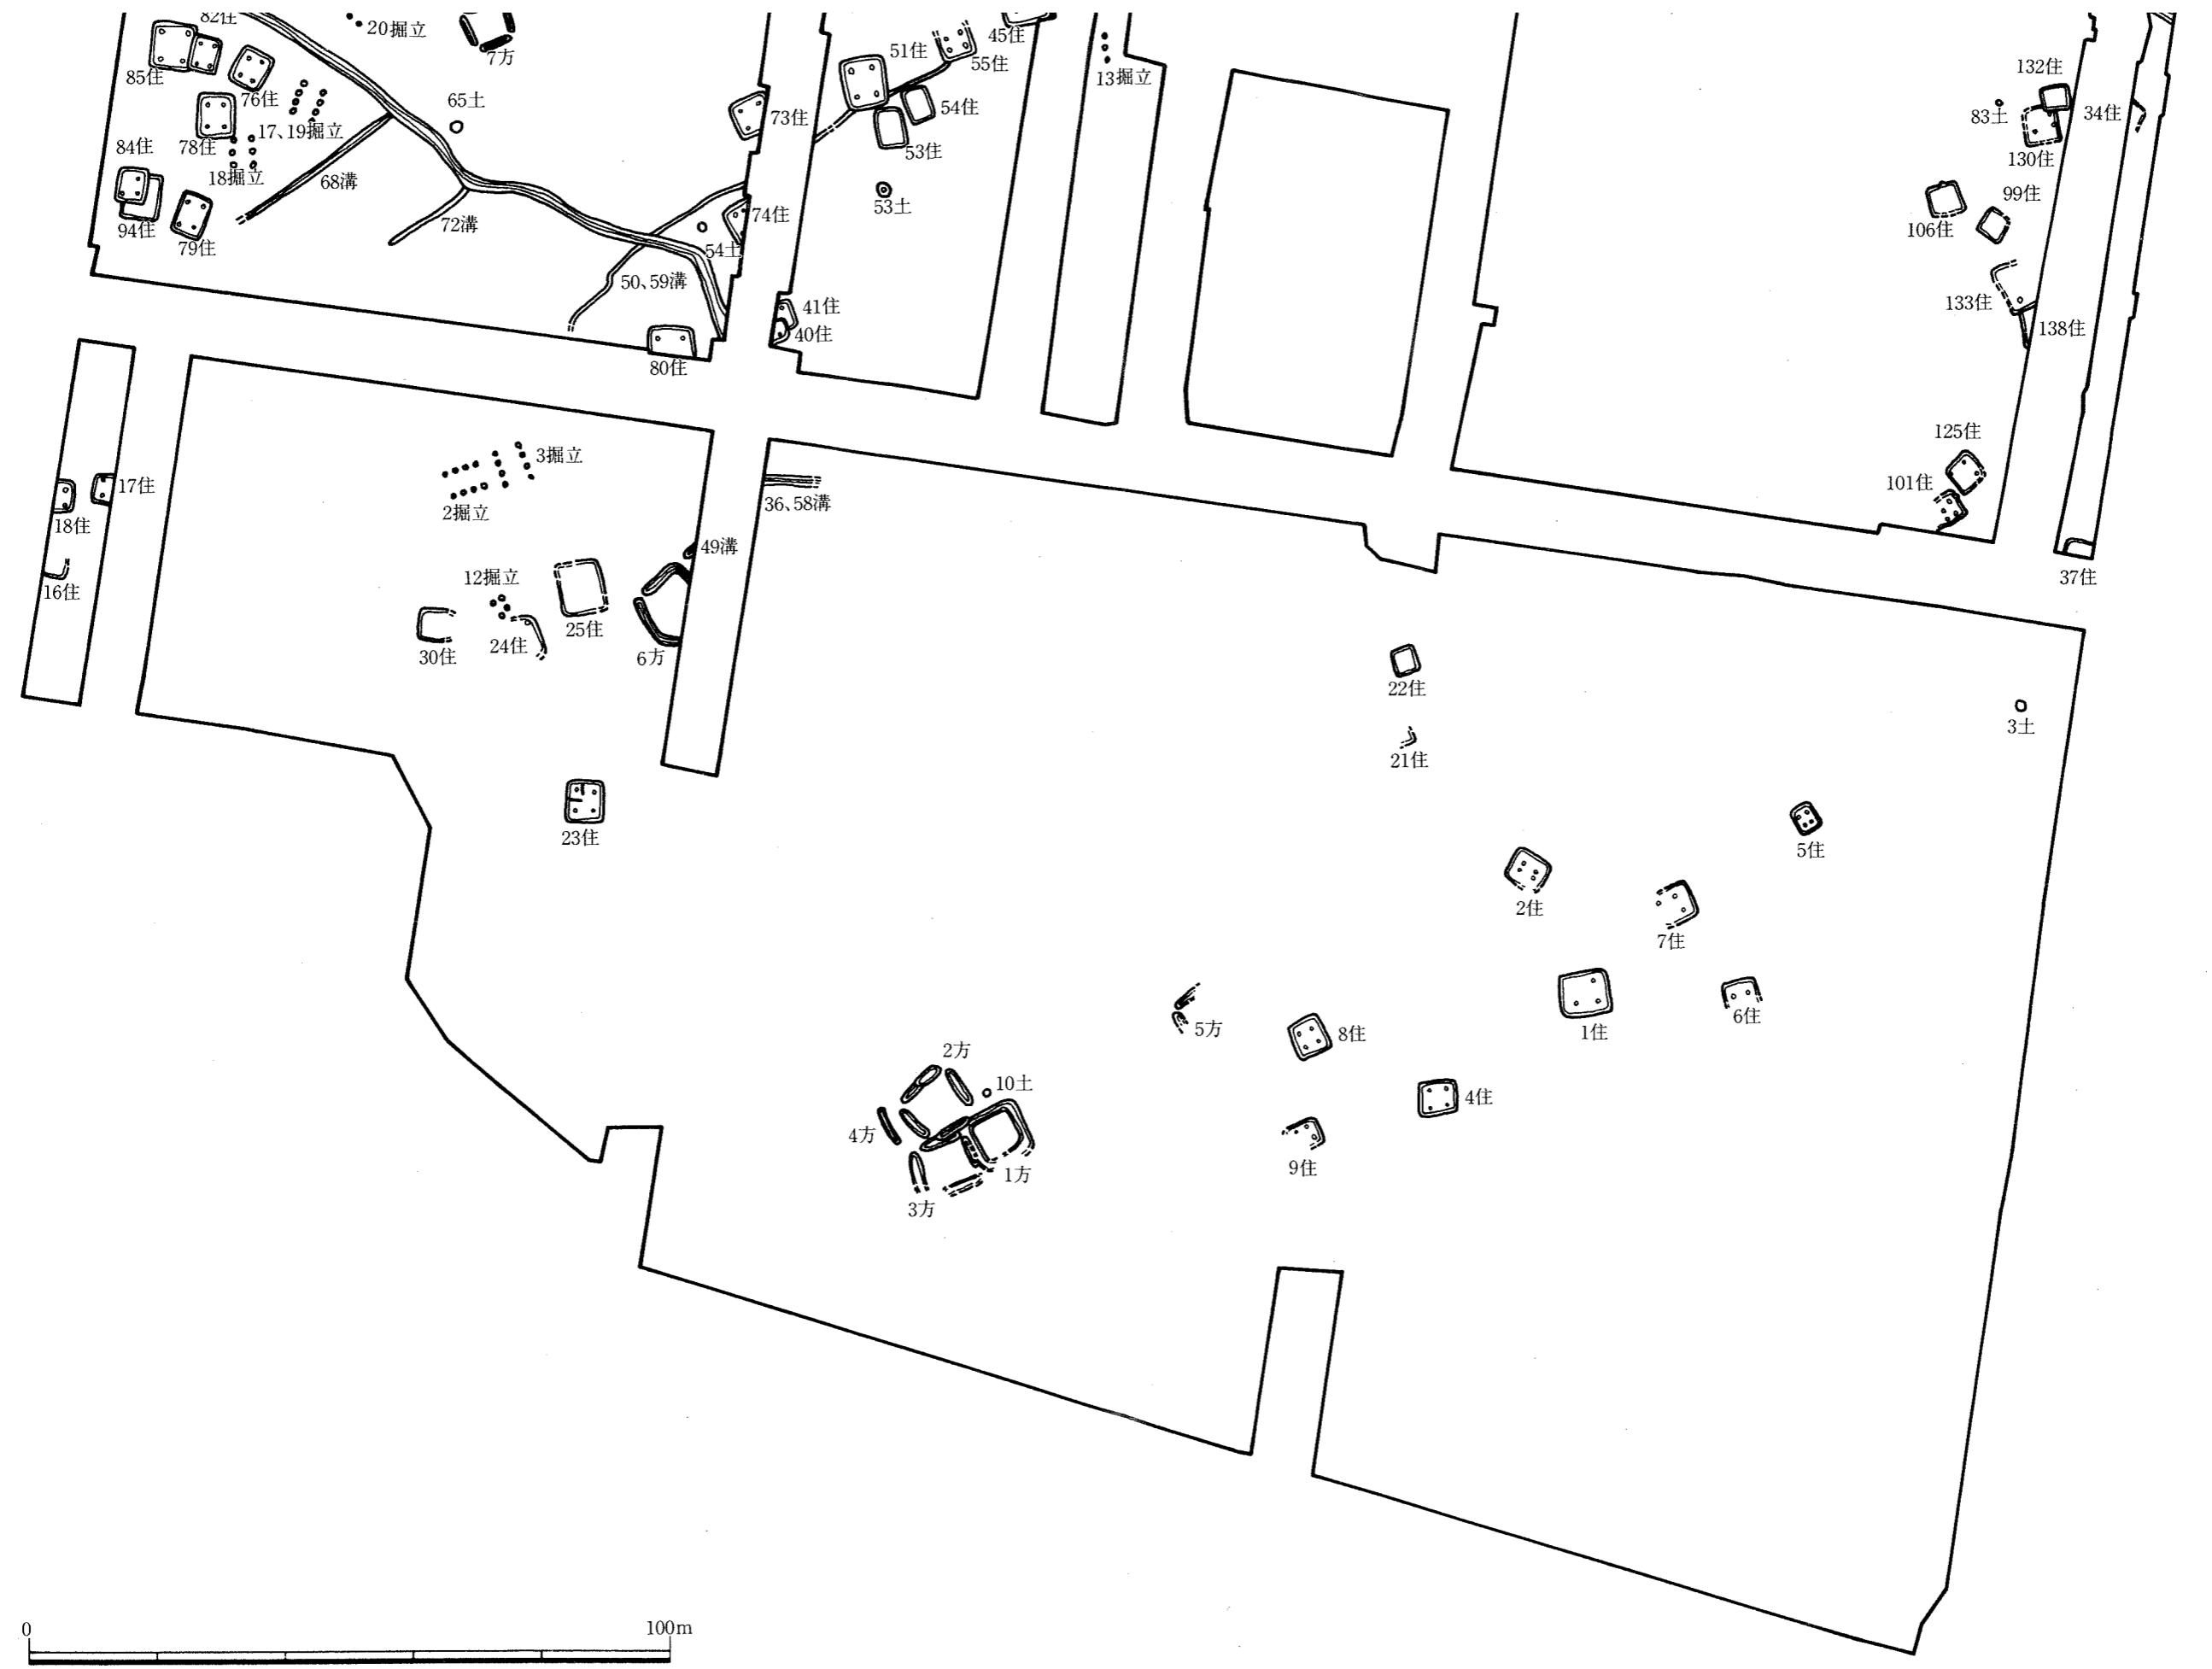 82住
20掘立
7方
85住
76住
65土
17、19掘立
78住
84住
18掘立
68溝
94住
79住
72溝
73住
74住
54土
50、59溝
80住
51住
45住
55住
54住
53住
53土
41住
40住
13掘立
132住
83土
34住
130住
99住
106住
133住
138住
125住
101住
37住
17住
18住
16住
3掘立
2掘立
36、58溝
49溝
12掘立
25住
24住
30住
6方
23住
22住
21住
3土
5住
2住
7住
1住
6住
5方
8住
4住
9住
2方
10土
4方
1方
3方
0
100m